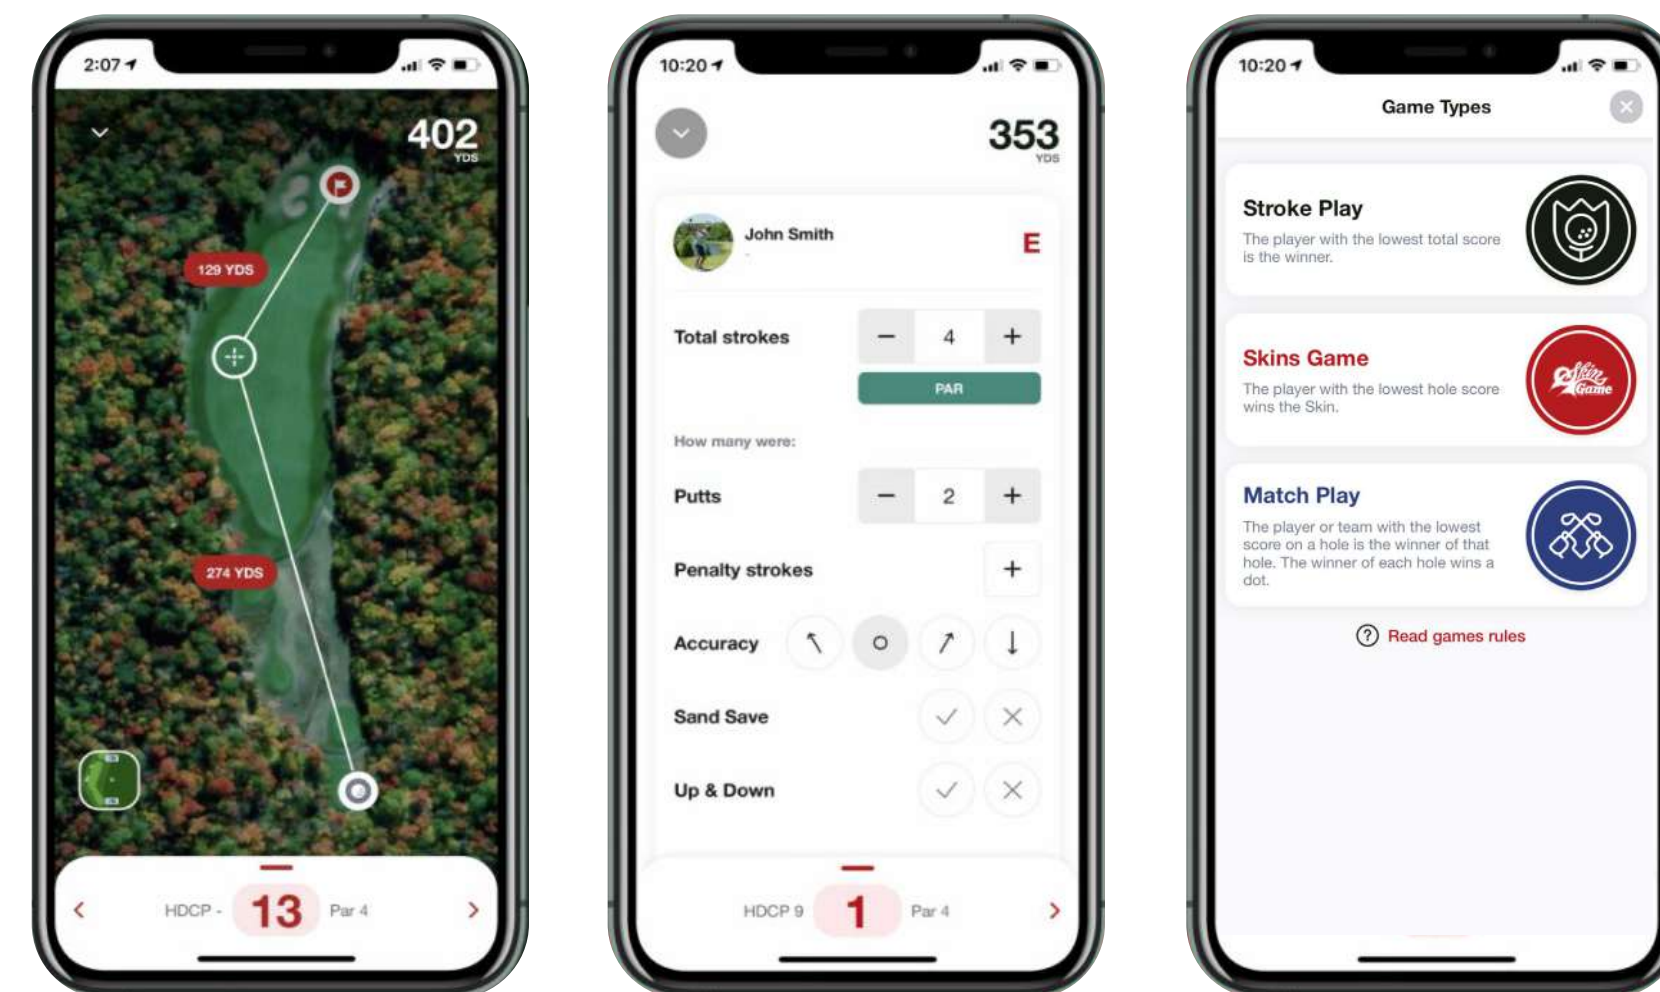 2:07
402
YDS
129 YDS
274 YDS
HDCP -
13
Par 4
10:20
353
YDS
John Smith
-
E
Total strokes
− 4 +
PAR
How many were:
Putts
− 2 +
Penalty strokes
+
Accuracy
Sand Save
Up & Down
HDCP 9
1
Par 4
10:20
Game Types
Stroke Play
The player with the lowest total score
is the winner.
Skins Game
The player with the lowest hole score
wins the Skin.
Skins
Game
Match Play
The player or team with the lowest
score on a hole is the winner of that
hole. The winner of each hole wins a
dot.
? Read games rules